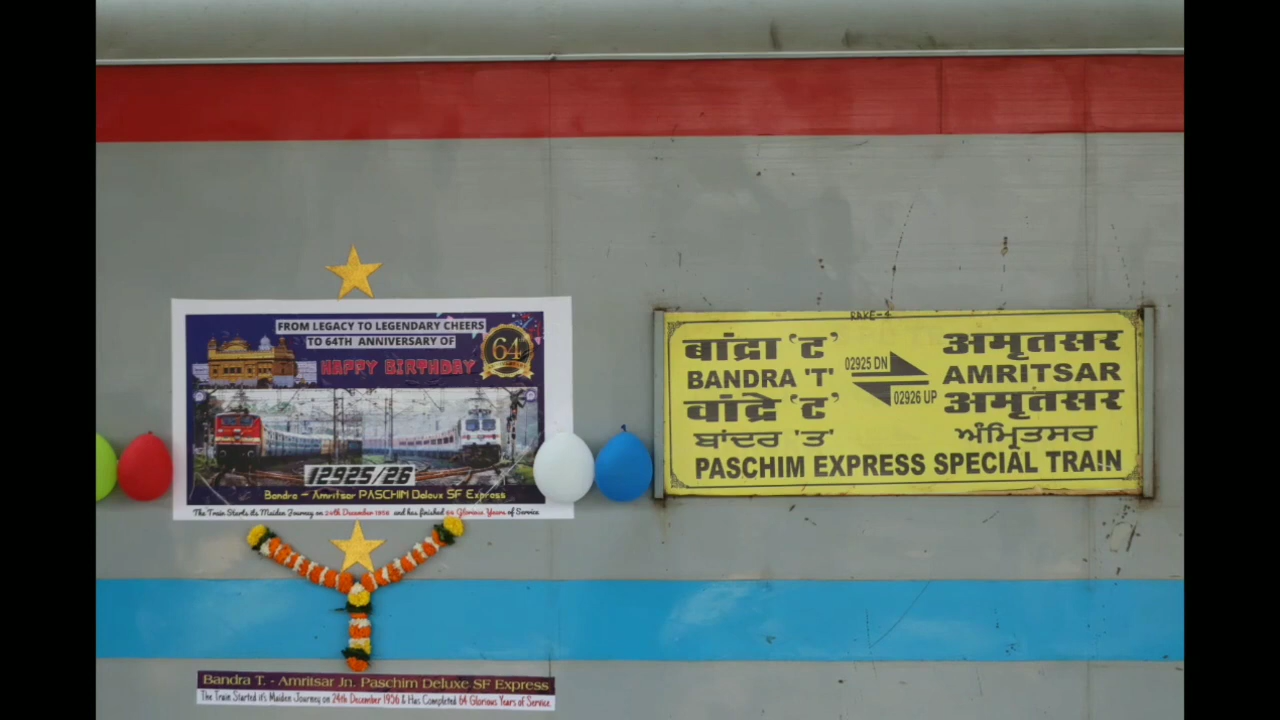 FROM LEGACY TO LEGENDARY CHEERS
TO 64TH ANNIVERSARY OF
HAPPY BIRTHDAY
64
12925/26
Bandra - Amritsar PASCHIM Deluxe SF Express
The Train Starts its Maiden Journey on 24th December 1956 and has finished 64 Glorious Years of Service
Bandra T. - Amritsar Jn. Paschim Deluxe SF Express
The Train Started it's Maiden Journey on 24th December 1956 & Has Completed 64 Glorious Years of Service
RAKE-4
बांद्रा 'ट' अमृतसर
02925 DN
BANDRA 'T' AMRITSAR
02926 UP
वांद्रे 'ट' अमृतसर
ਬਾਂਦਰ 'ਤ' ਅੰਮ੍ਰਿਤਸਰ
PASCHIM EXPRESS SPECIAL TRAIN